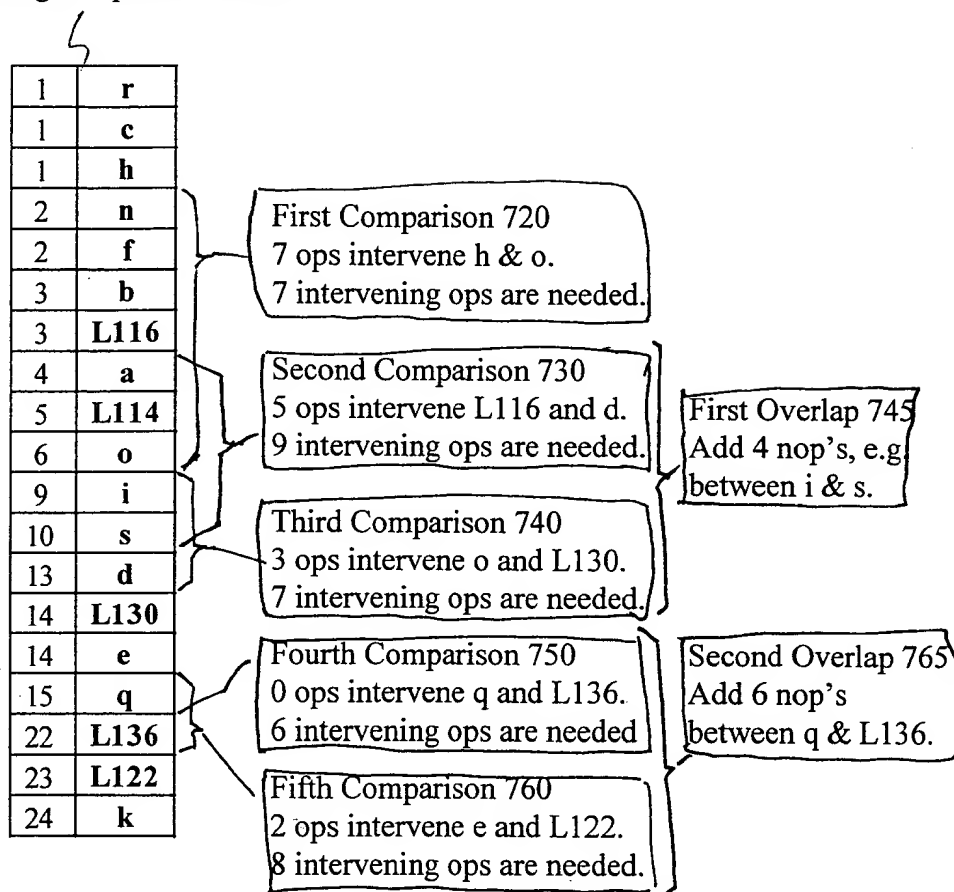 1 r
1 c
1 h
2 n
2 f
3 b
3 L116
4 a
5 L114
6 o
9 i
10 s
13 d
14 L130
14 e
15 q
22 L136
23 L122
24 k
First Comparison 720
7 ops intervene h & o.
7 intervening ops are needed.
Second Comparison 730
5 ops intervene L116 and d.
9 intervening ops are needed.
Third Comparison 740
3 ops intervene o and L130.
7 intervening ops are needed.
First Overlap 745
Add 4 nop's, e.g
between i & s.
Fourth Comparison 750
0 ops intervene q and L136.
6 intervening ops are needed
Fifth Comparison 760
2 ops intervene e and L122.
8 intervening ops are needed.
Second Overlap 765
Add 6 nop's
between q & L136.